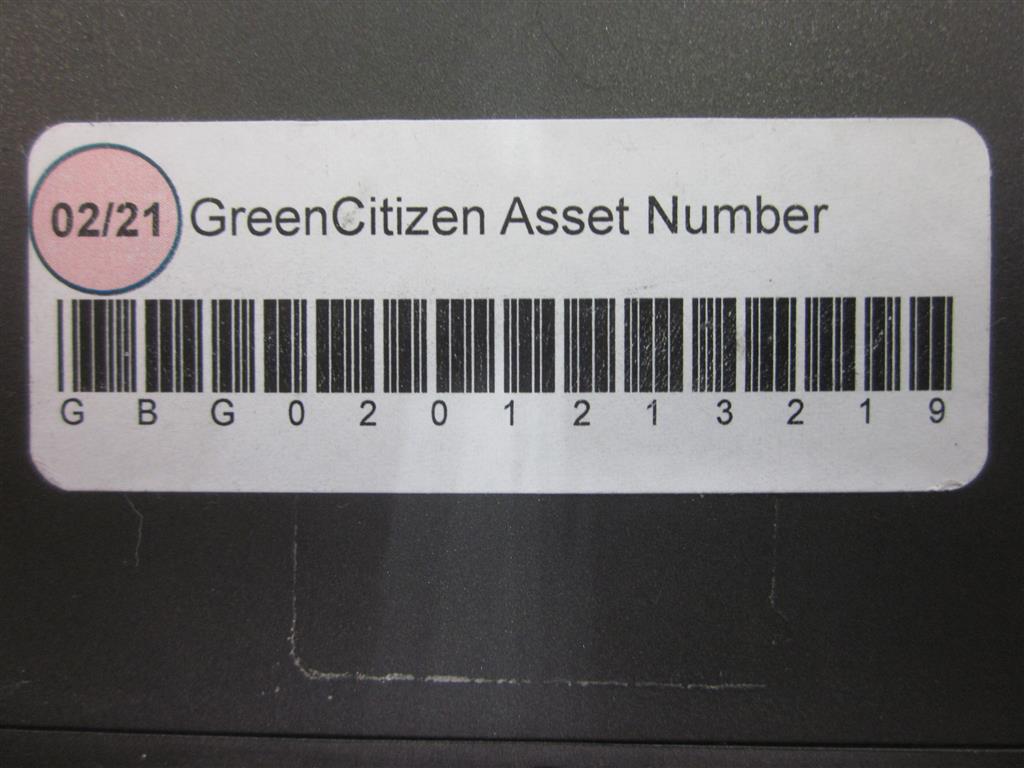 02/21 GreenCitizen Asset Number
G B G 0 2 0 1 2 1 3 2 1 9